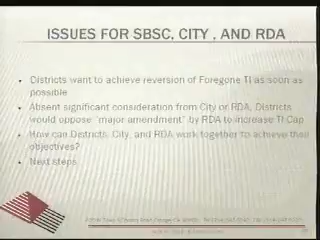 ISSUES FOR SBSC, CITY , AND RDA
• Districts want to achieve reversion of Foregone TI as soon as
possible
• Absent significant consideration from City or RDA, Districts
would oppose "major amendment" by RDA to increase TI Cap
• How can Districts, City, and RDA work together to achieve their
objectives?
• Next steps